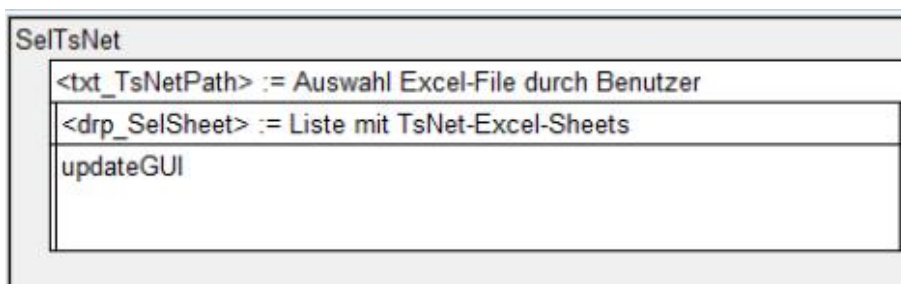 SelTsNet
<txt_TsNetPath> := Auswahl Excel-File durch Benutzer
<drp_SelSheet> := Liste mit TsNet-Excel-Sheets
updateGUI